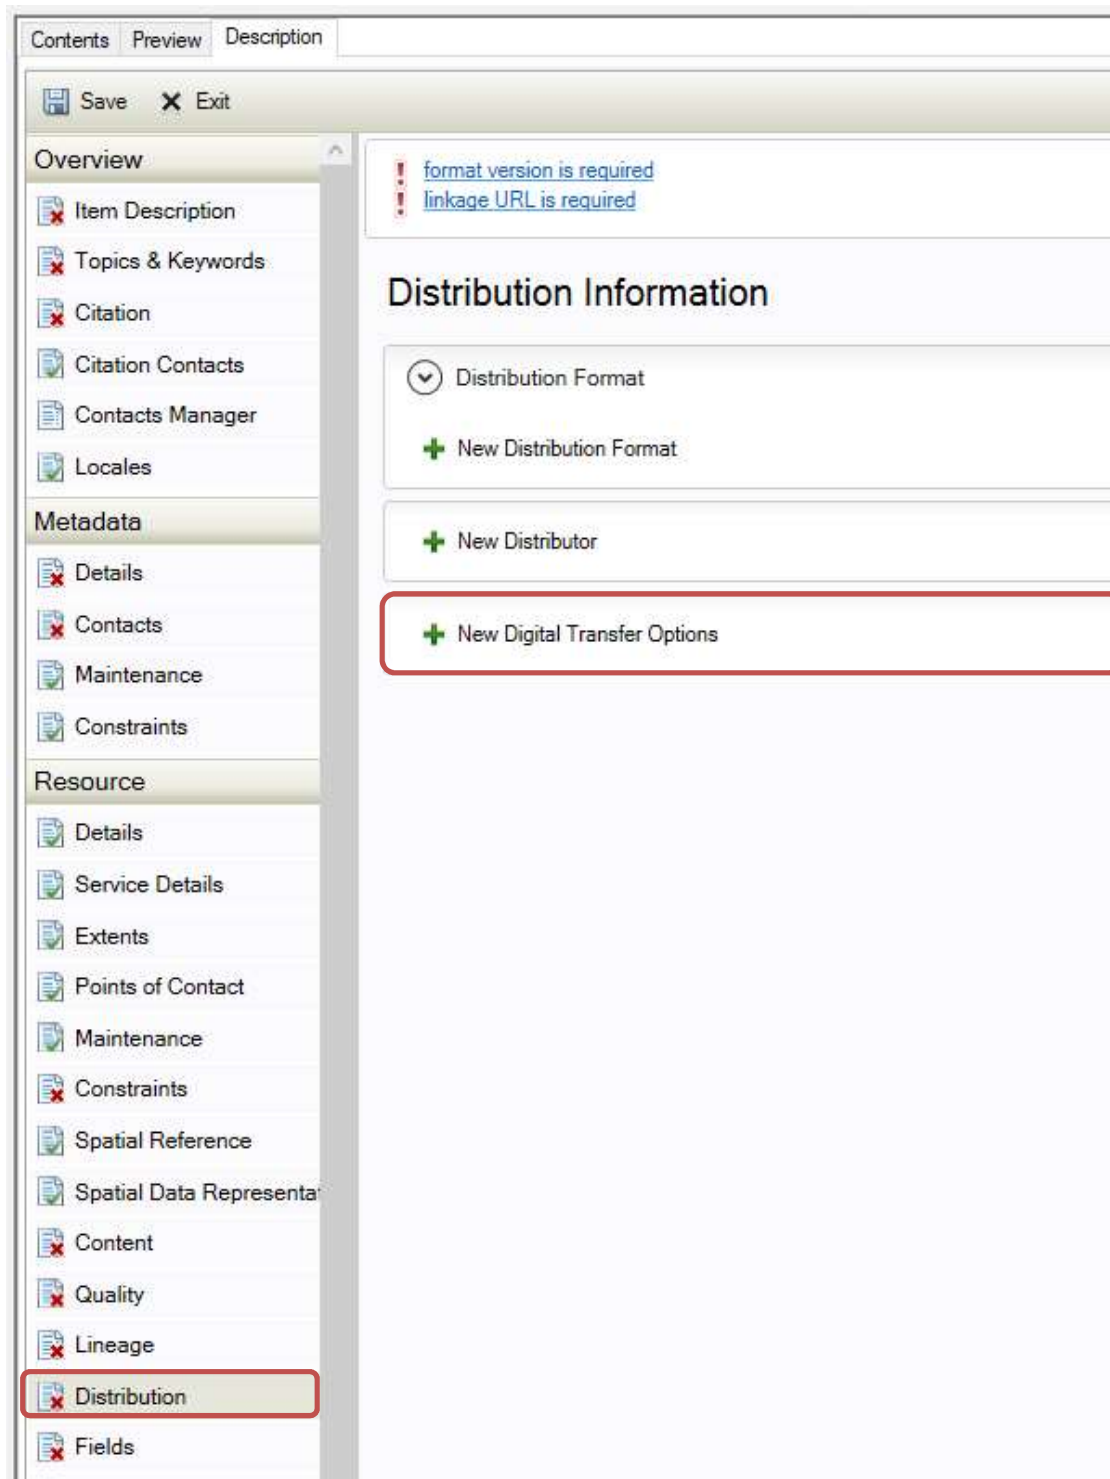 Contents Preview Description
Save Exit
Overview
Item Description
Topics & Keywords
Citation
Citation Contacts
Contacts Manager
Locales
Metadata
Details
Contacts
Maintenance
Constraints
Resource
Details
Service Details
Extents
Points of Contact
Maintenance
Constraints
Spatial Reference
Spatial Data Representa
Content
Quality
Lineage
Distribution
Fields
format version is required
linkage URL is required
Distribution Information
Distribution Format
New Distribution Format
New Distributor
New Digital Transfer Options